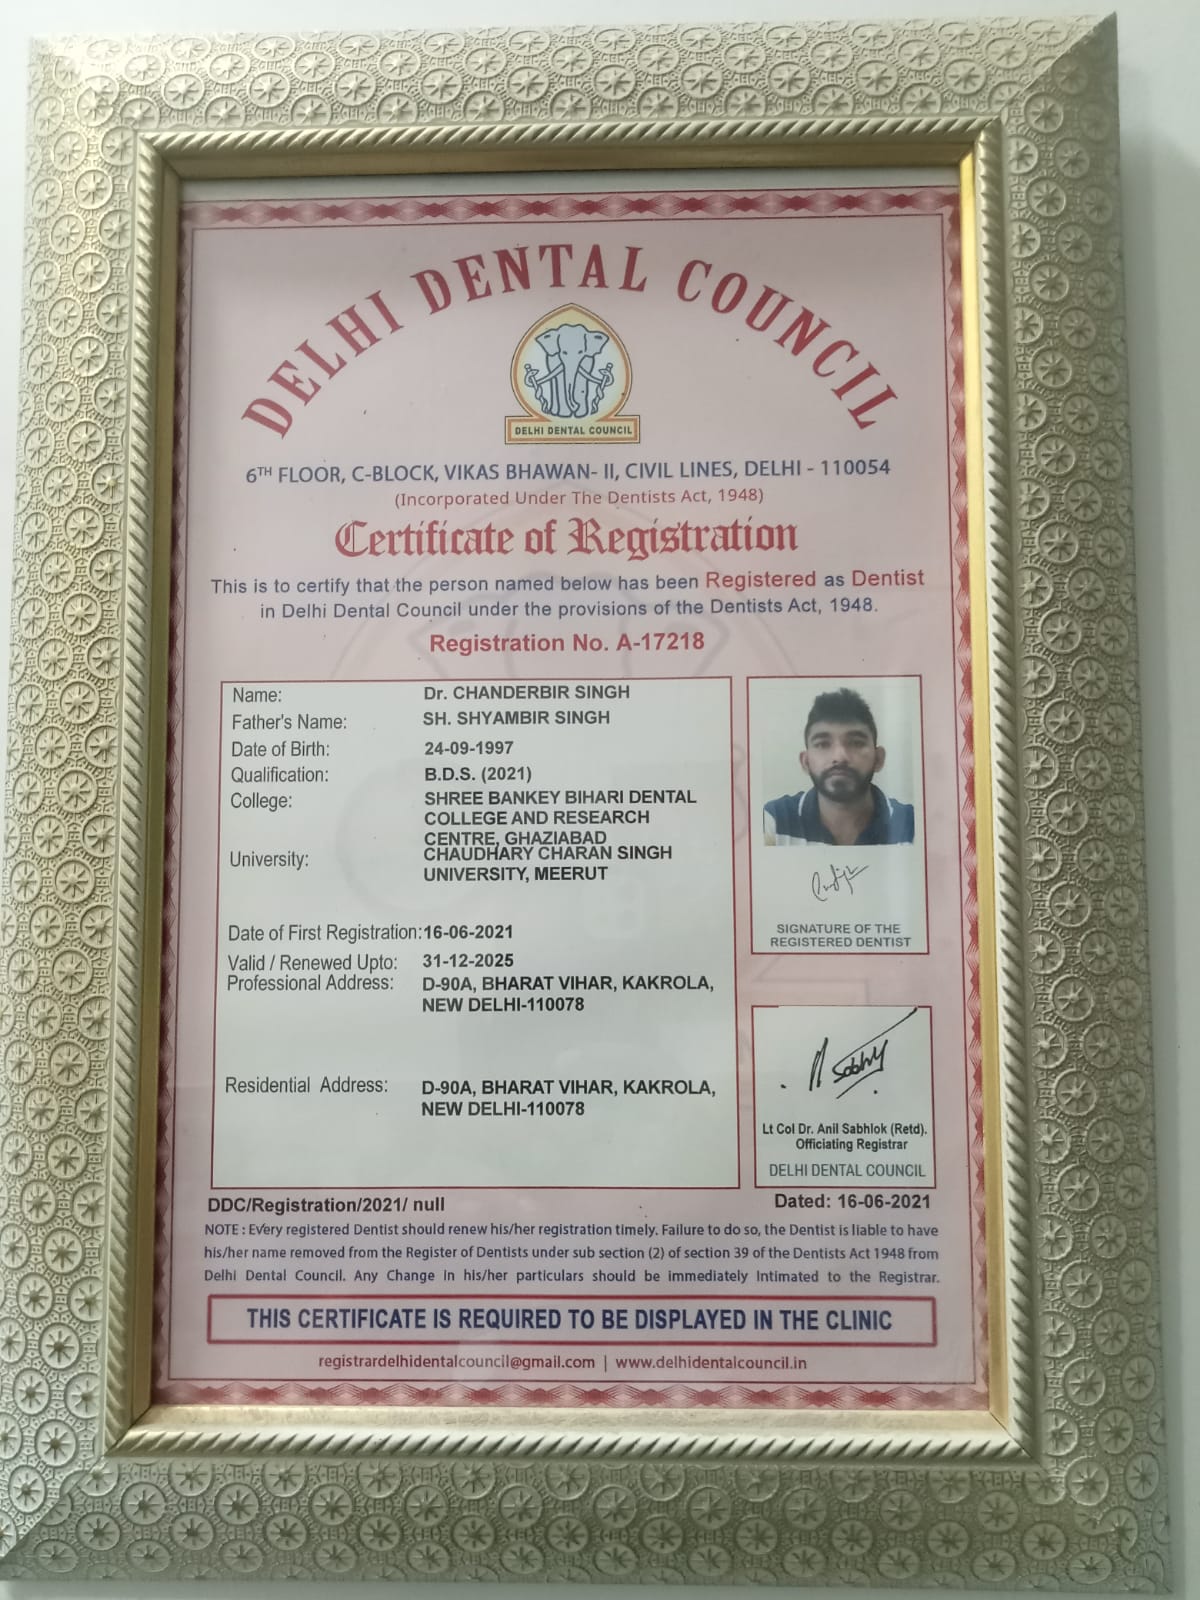 DELHI DENTAL COUNCIL
DELHI DENTAL COUNCIL
6TH FLOOR, C-BLOCK, VIKAS BHAWAN- II, CIVIL LINES, DELHI - 110054
(Incorporated Under The Dentists Act, 1948)
Certificate of Registration
This is to certify that the person named below has been Registered as Dentist
in Delhi Dental Council under the provisions of the Dentists Act, 1948.
Registration No. A-17218
Name: Dr. CHANDERBIR SINGH
Father's Name: SH. SHYAMBIR SINGH
Date of Birth: 24-09-1997
Qualification: B.D.S. (2021)
College: SHREE BANKEY BIHARI DENTAL
COLLEGE AND RESEARCH
CENTRE, GHAZIABAD
University: CHAUDHARY CHARAN SINGH
UNIVERSITY, MEERUT
Date of First Registration: 16-06-2021
Valid / Renewed Upto: 31-12-2025
Professional Address: D-90A, BHARAT VIHAR, KAKROLA,
NEW DELHI-110078
Residential Address: D-90A, BHARAT VIHAR, KAKROLA,
NEW DELHI-110078
SIGNATURE OF THE
REGISTERED DENTIST
Lt Col Dr. Anil Sabhlok (Retd).
Officiating Registrar
DELHI DENTAL COUNCIL
DDC/Registration/2021/ null
Dated: 16-06-2021
NOTE : Every registered Dentist should renew his/her registration timely. Failure to do so, the Dentist is liable to have
his/her name removed from the Register of Dentists under sub section (2) of section 39 of the Dentists Act 1948 from
Delhi Dental Council. Any Change in his/her particulars should be immediately Intimated to the Registrar.
THIS CERTIFICATE IS REQUIRED TO BE DISPLAYED IN THE CLINIC
registrardelhidentalcouncil@gmail.com | www.delhidentalcouncil.in